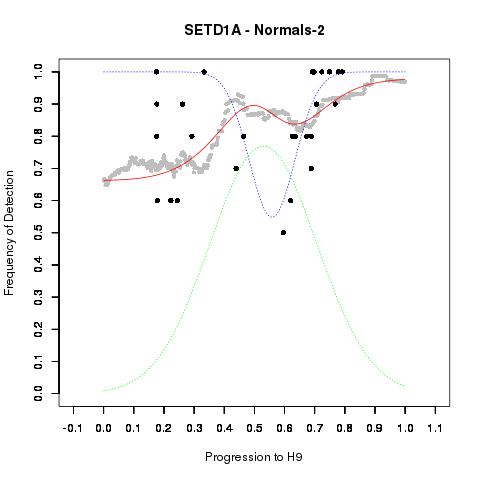 SETD1A - Normals-2
Frequency of Detection
1.0
0.9
0.8
0.7
0.6
0.5
0.4
0.3
0.2
0.1
0.0
-0.1 0.0 0.1 0.2 0.3 0.4 0.5 0.6 0.7 0.8 0.9 1.0 1.1
Progression to H9